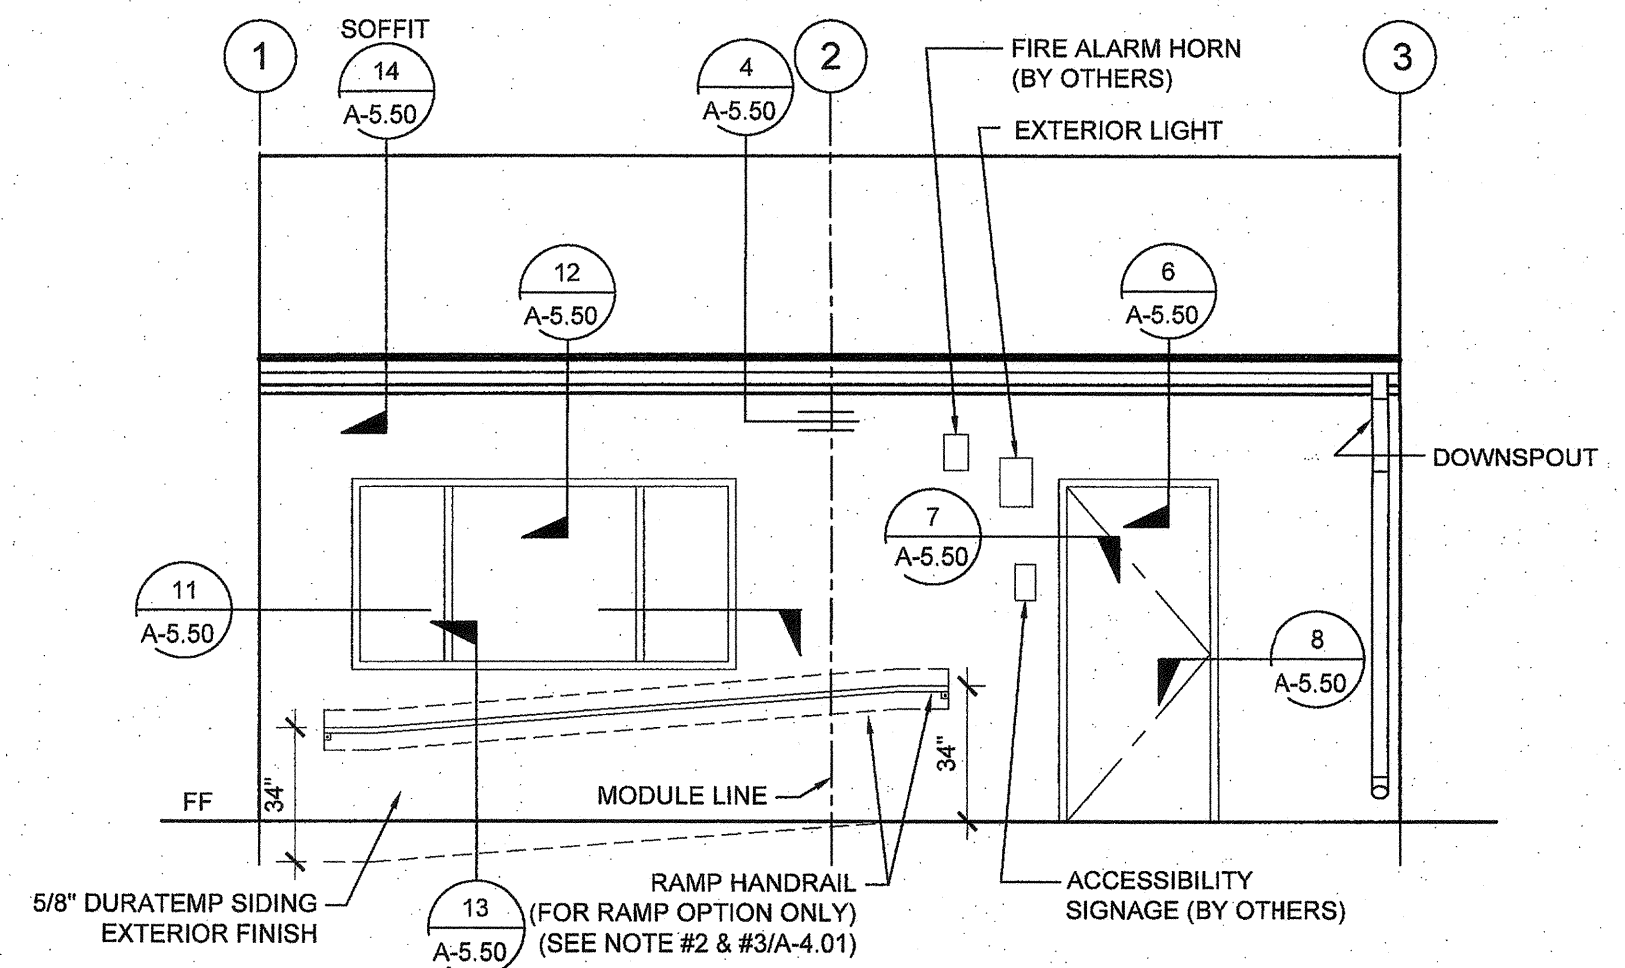 SOFFIT
1
14
A-5.50
4
A-5.50
2
FIRE ALARM HORN
(BY OTHERS)
3
EXTERIOR LIGHT
12
A-5.50
6
A-5.50
DOWNSPOUT
7
A-5.50
11
A-5.50
8
A-5.50
34"
34"
FF
MODULE LINE
5/8" DURATEMP SIDING
EXTERIOR FINISH
13
A-5.50
RAMP HANDRAIL
(FOR RAMP OPTION ONLY)
(SEE NOTE #2 & #3/A-4.01)
ACCESSIBILITY
SIGNAGE (BY OTHERS)